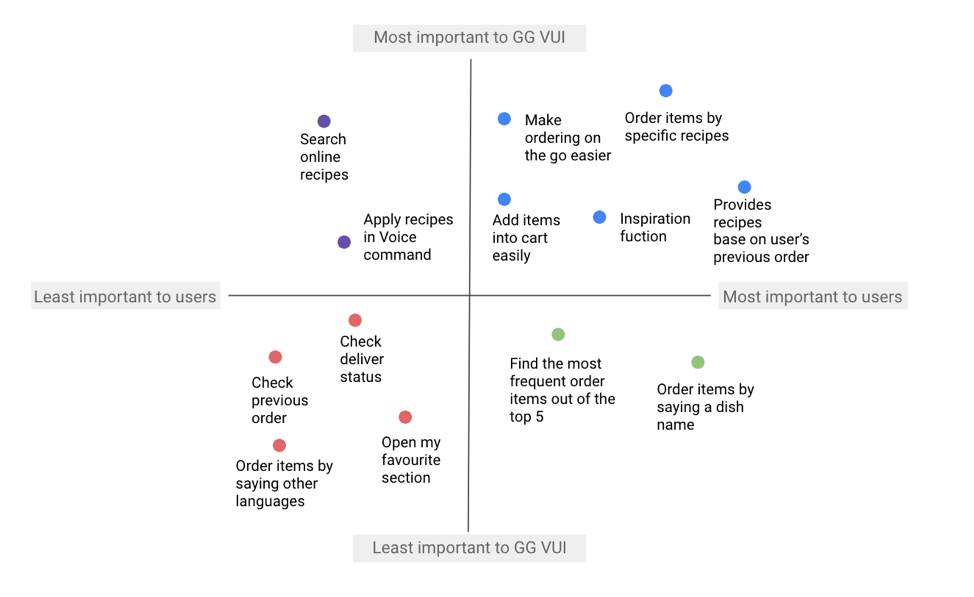 Most important to GG VUI
Search
online
recipes
Make
ordering on
the go easier
Order items by
specific recipes
Apply recipes
in Voice
command
Add items
into cart
easily
Inspiration
fuction
Provides
recipes
base on user's
previous order
Least important to users
Most important to users
Check
deliver
status
Check
previous
order
Open my
favourite
section
Order items by
saying other
languages
Find the most
frequent order
items out of the
top 5
Order items by
saying a dish
name
Least important to GG VUI